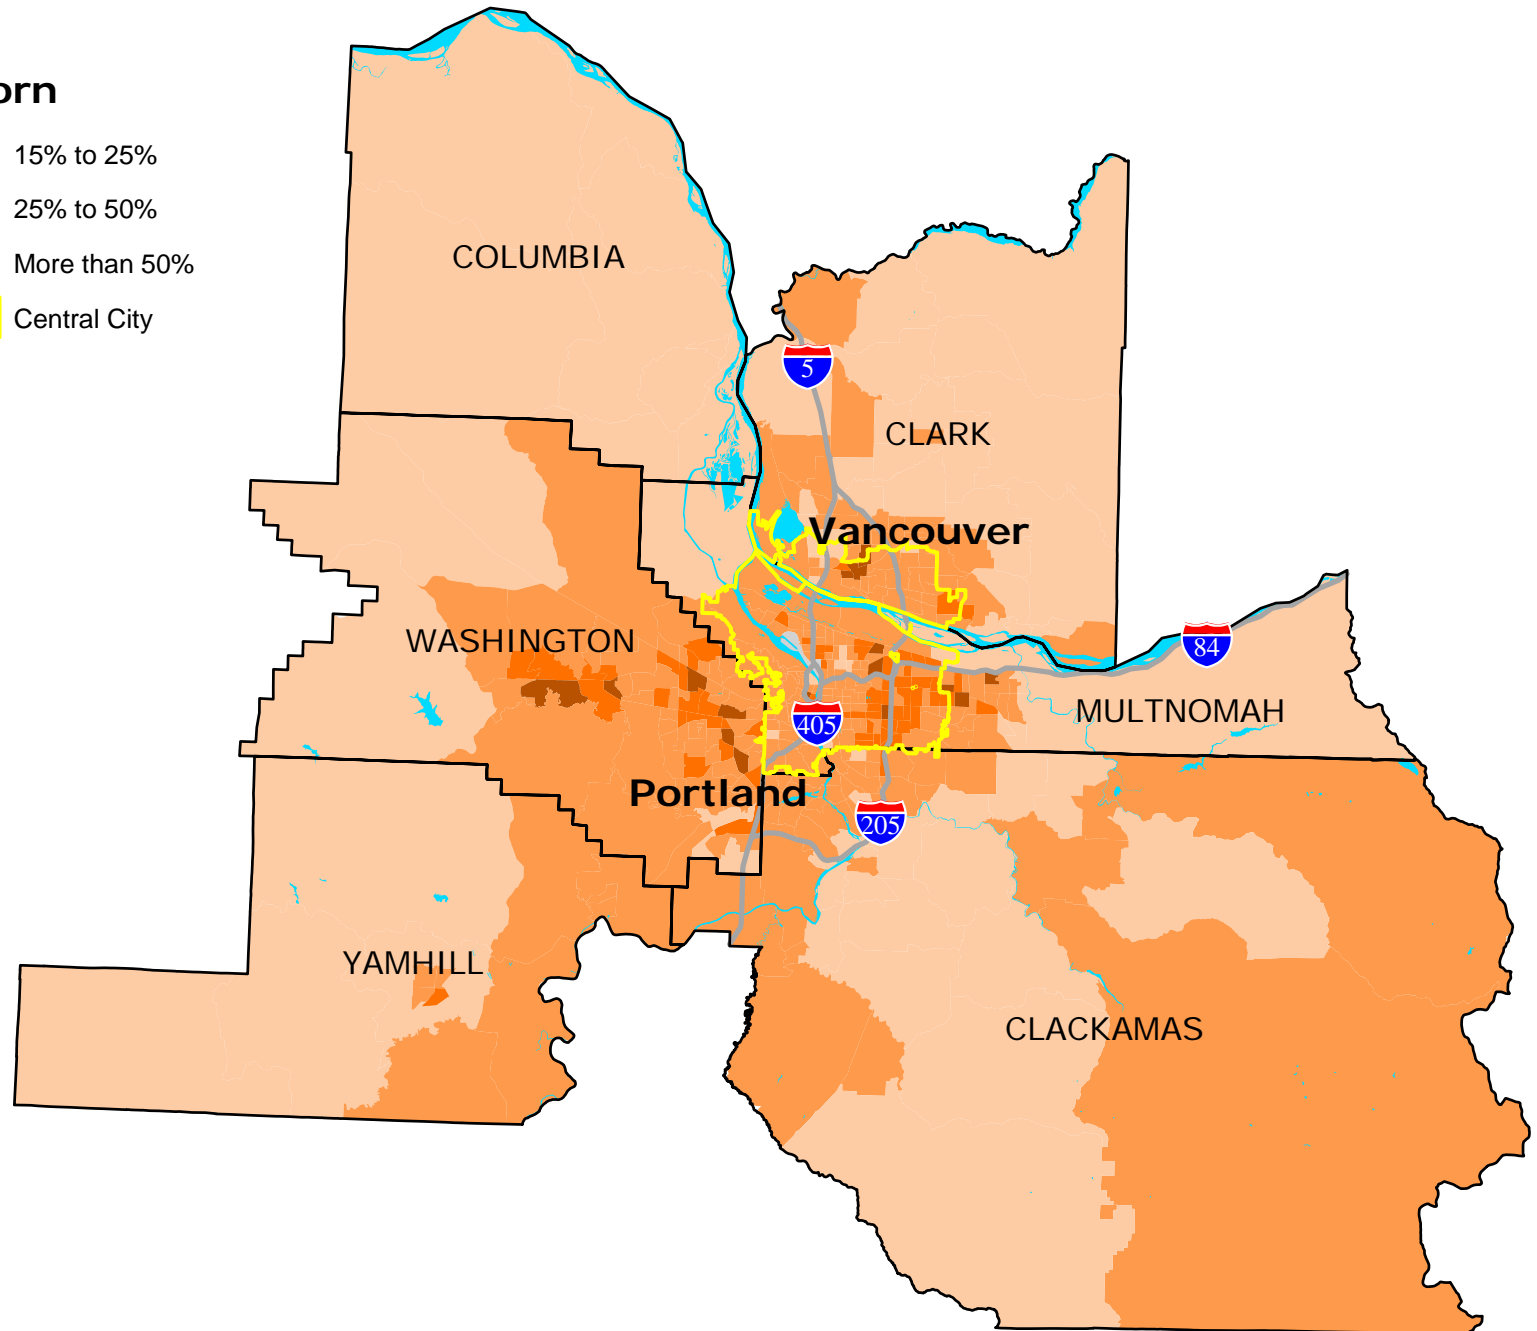 orn
15% to 25%
25% to 50%
More than 50%
Central City
COLUMBIA
5
CLARK
Vancouver
WASHINGTON
84
MULTNOMAH
405
Portland
205
YAMHILL
CLACKAMAS